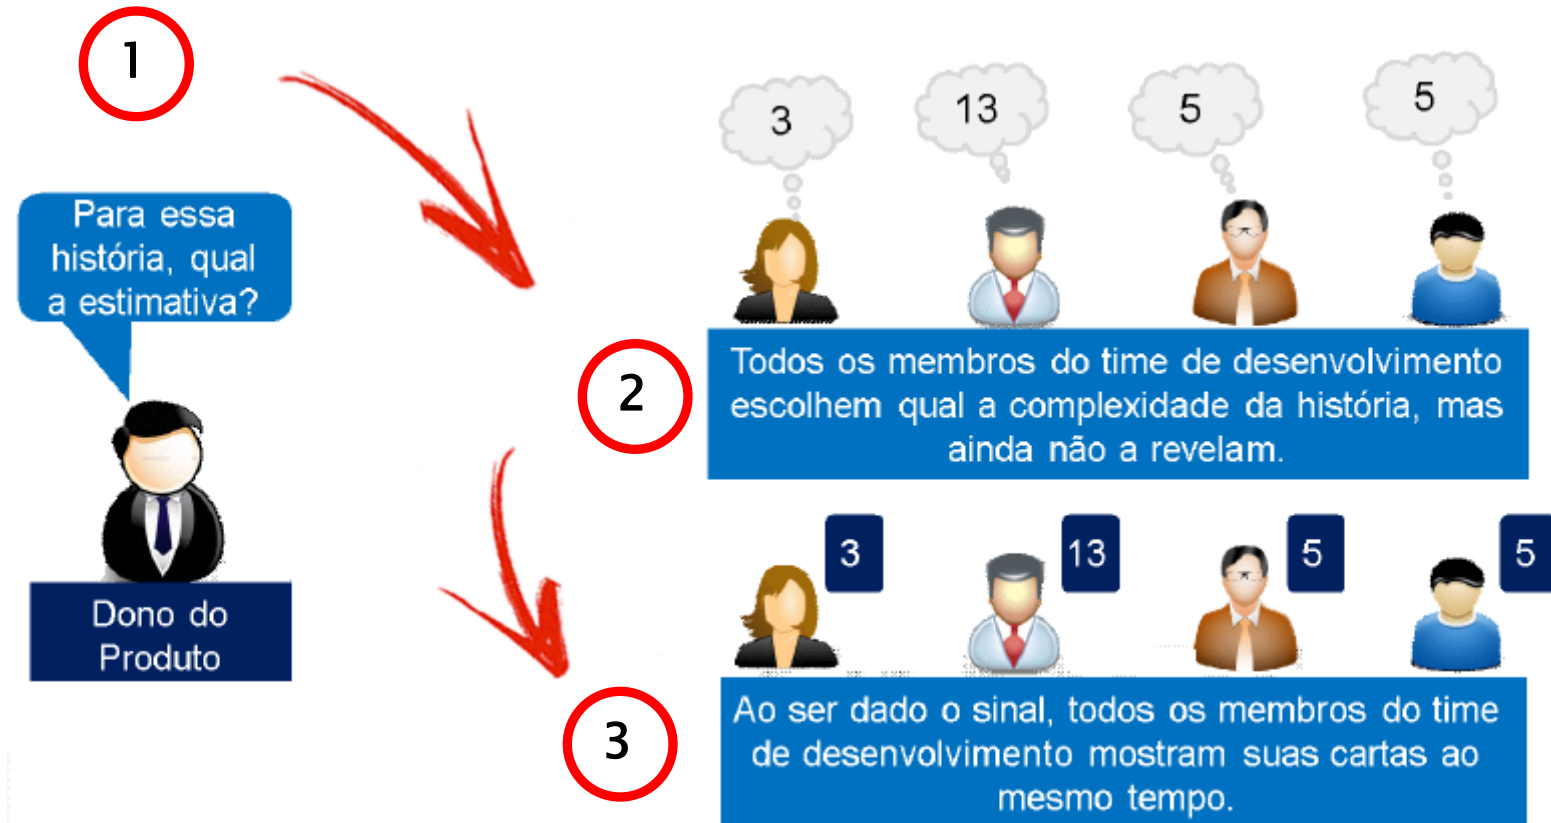 1
Para essa
história, qual
a estimativa?
Dono do
Produto
3
13
5
5
2
Todos os membros do time de desenvolvimento
escolhem qual a complexidade da história, mas
ainda não a revelam.
3
13
5
5
3
Ao ser dado o sinal, todos os membros do time
de desenvolvimento mostram suas cartas ao
mesmo tempo.